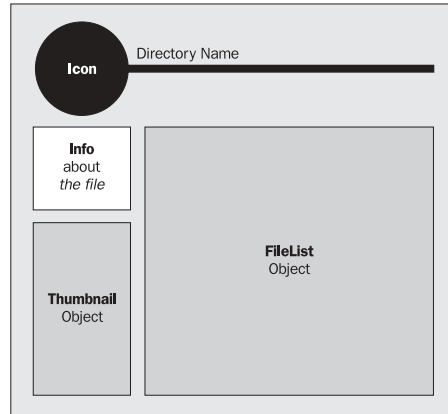 Icon
Directory Name
Info
about
the file
Thumbnail
Object
FileList
Object